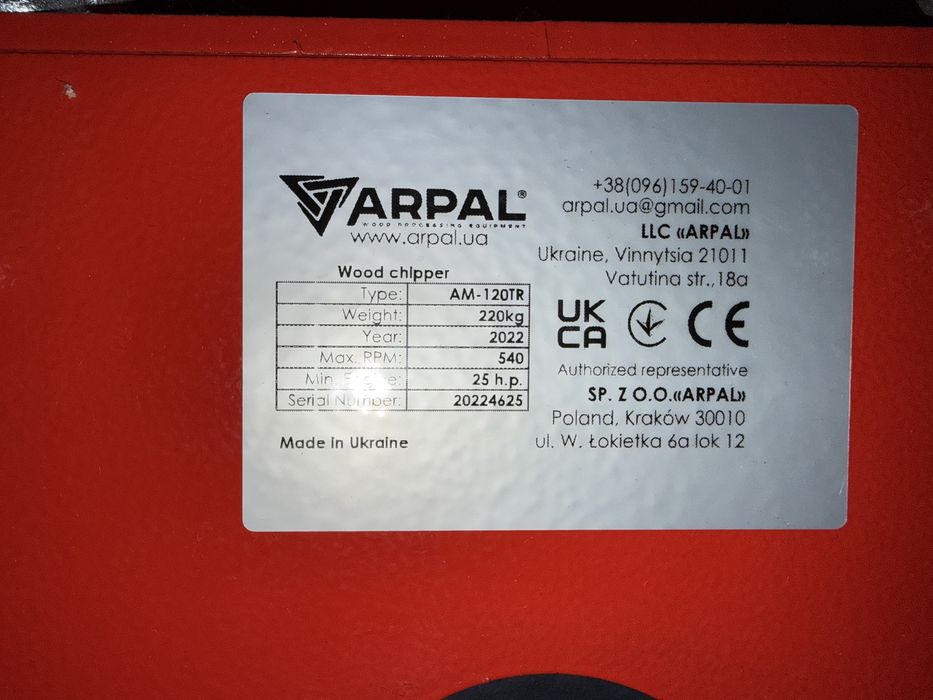 ARPAL®
WOOD PROCESSING EQUIPMENT
www.arpal.ua
Wood chipper
Type: AM-120TR
Weight: 220kg
Year: 2022
Max. RPM: 540
Min. Engine: 25 h.p.
Serial Number: 20224625
Made in Ukraine
+38(096)159-40-01
arpal.ua@gmail.com
LLC «ARPAL»
Ukraine, Vinnytsia 21011
Vatutina str.,18a
UK
CA
CE
Authorized representative
SP. Z O.O.«ARPAL»
Poland, Kraków 30010
ul. W. Łokietka 6a lok 12